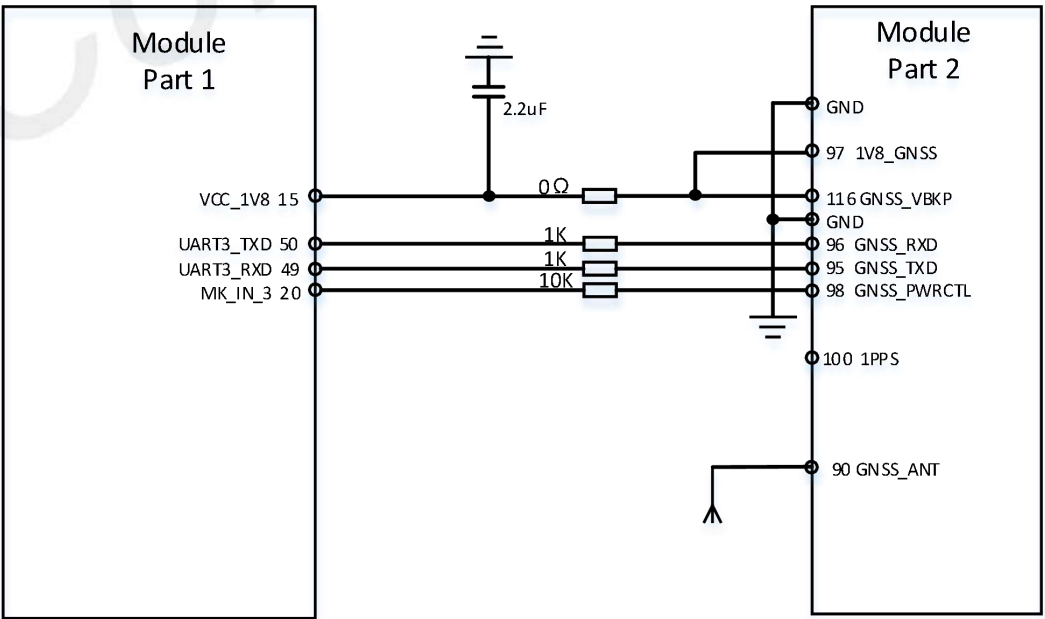 Module
Part 1
Module
Part 2
2.2uF
GND
97 1V8_GNSS
VCC_1V8 15
0Ω
116 GNSS_VBKP
GND
UART3_TXD 50
1K
96 GNSS_RXD
UART3_RXD 49
1K
95 GNSS_TXD
MK_IN_3 20
10K
98 GNSS_PWRCTL
100 1PPS
90 GNSS_ANT